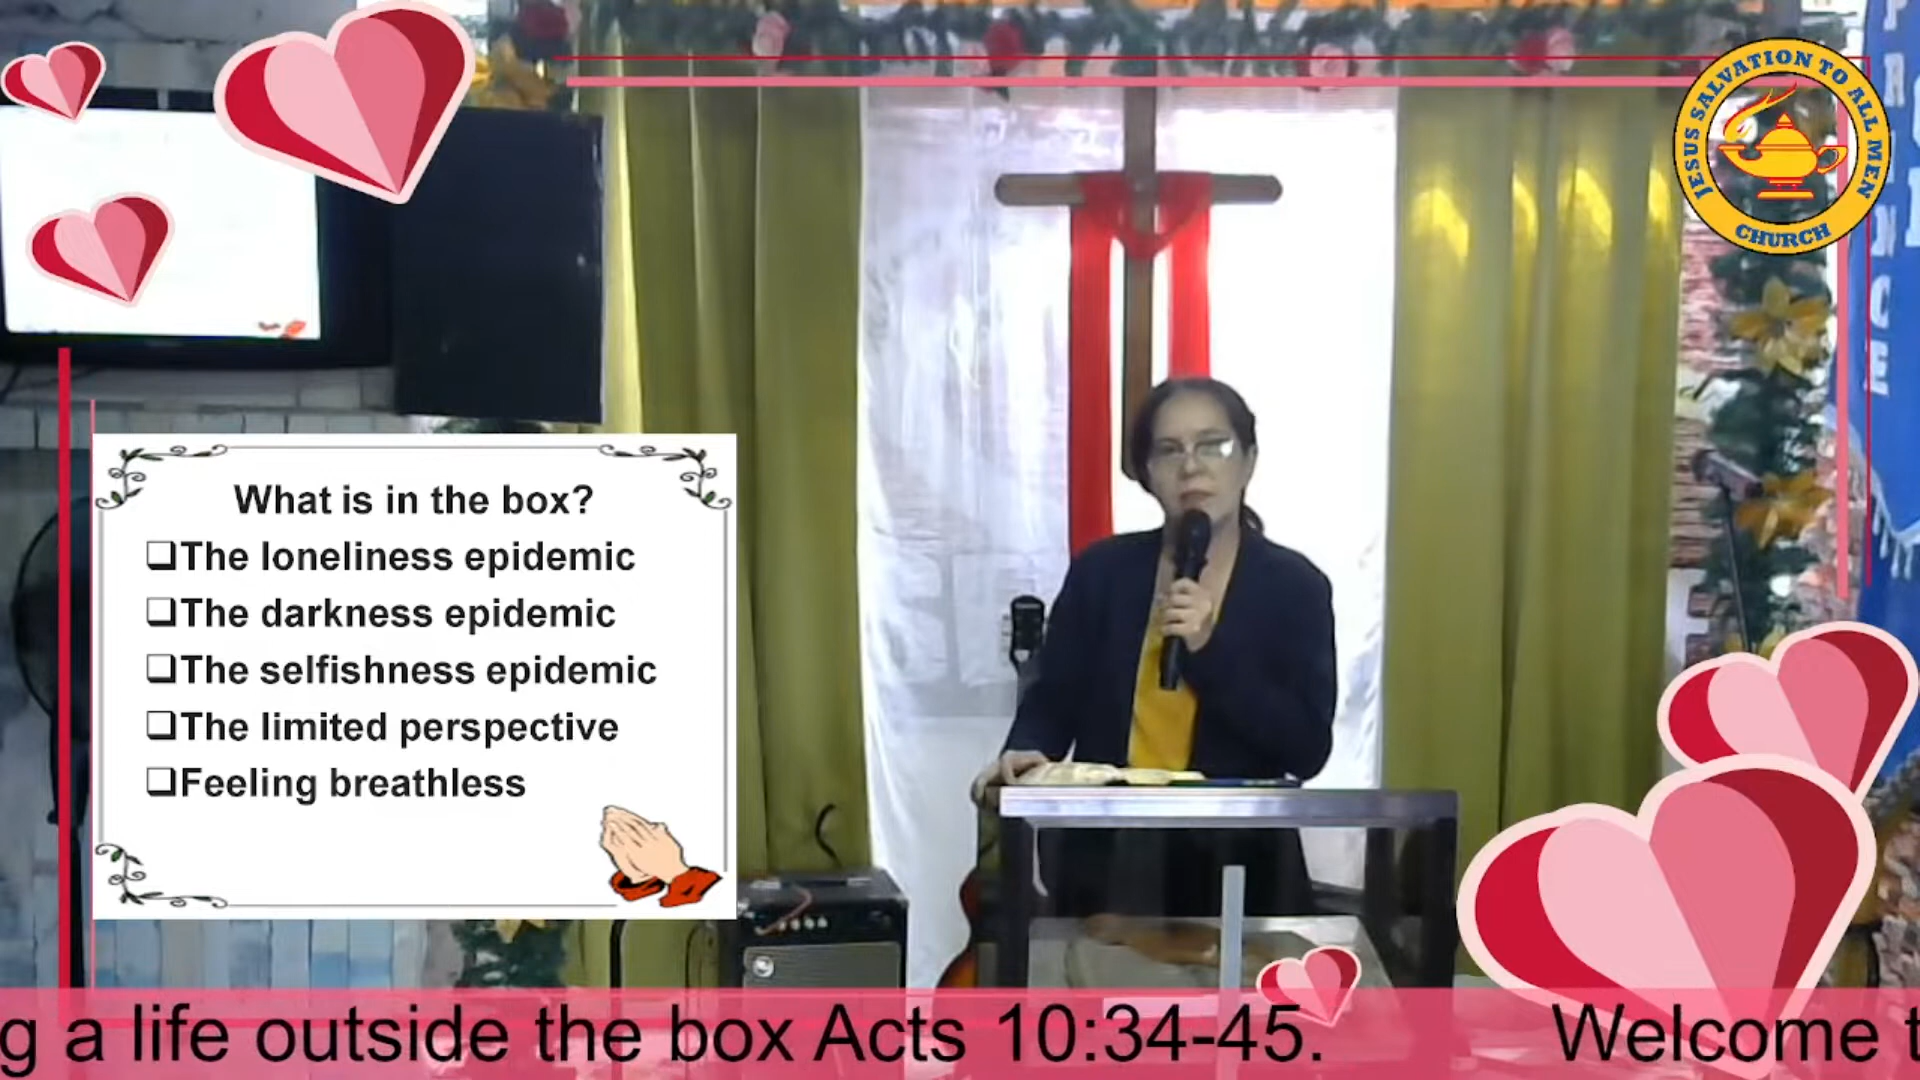 JESUS SALVATION TO ALL MEN
CHURCH
What is in the box?
❑The loneliness epidemic
❑The darkness epidemic
❑The selfishness epidemic
❑The limited perspective
❑Feeling breathless
g a life outside the box Acts 10:34-45. Welcome t